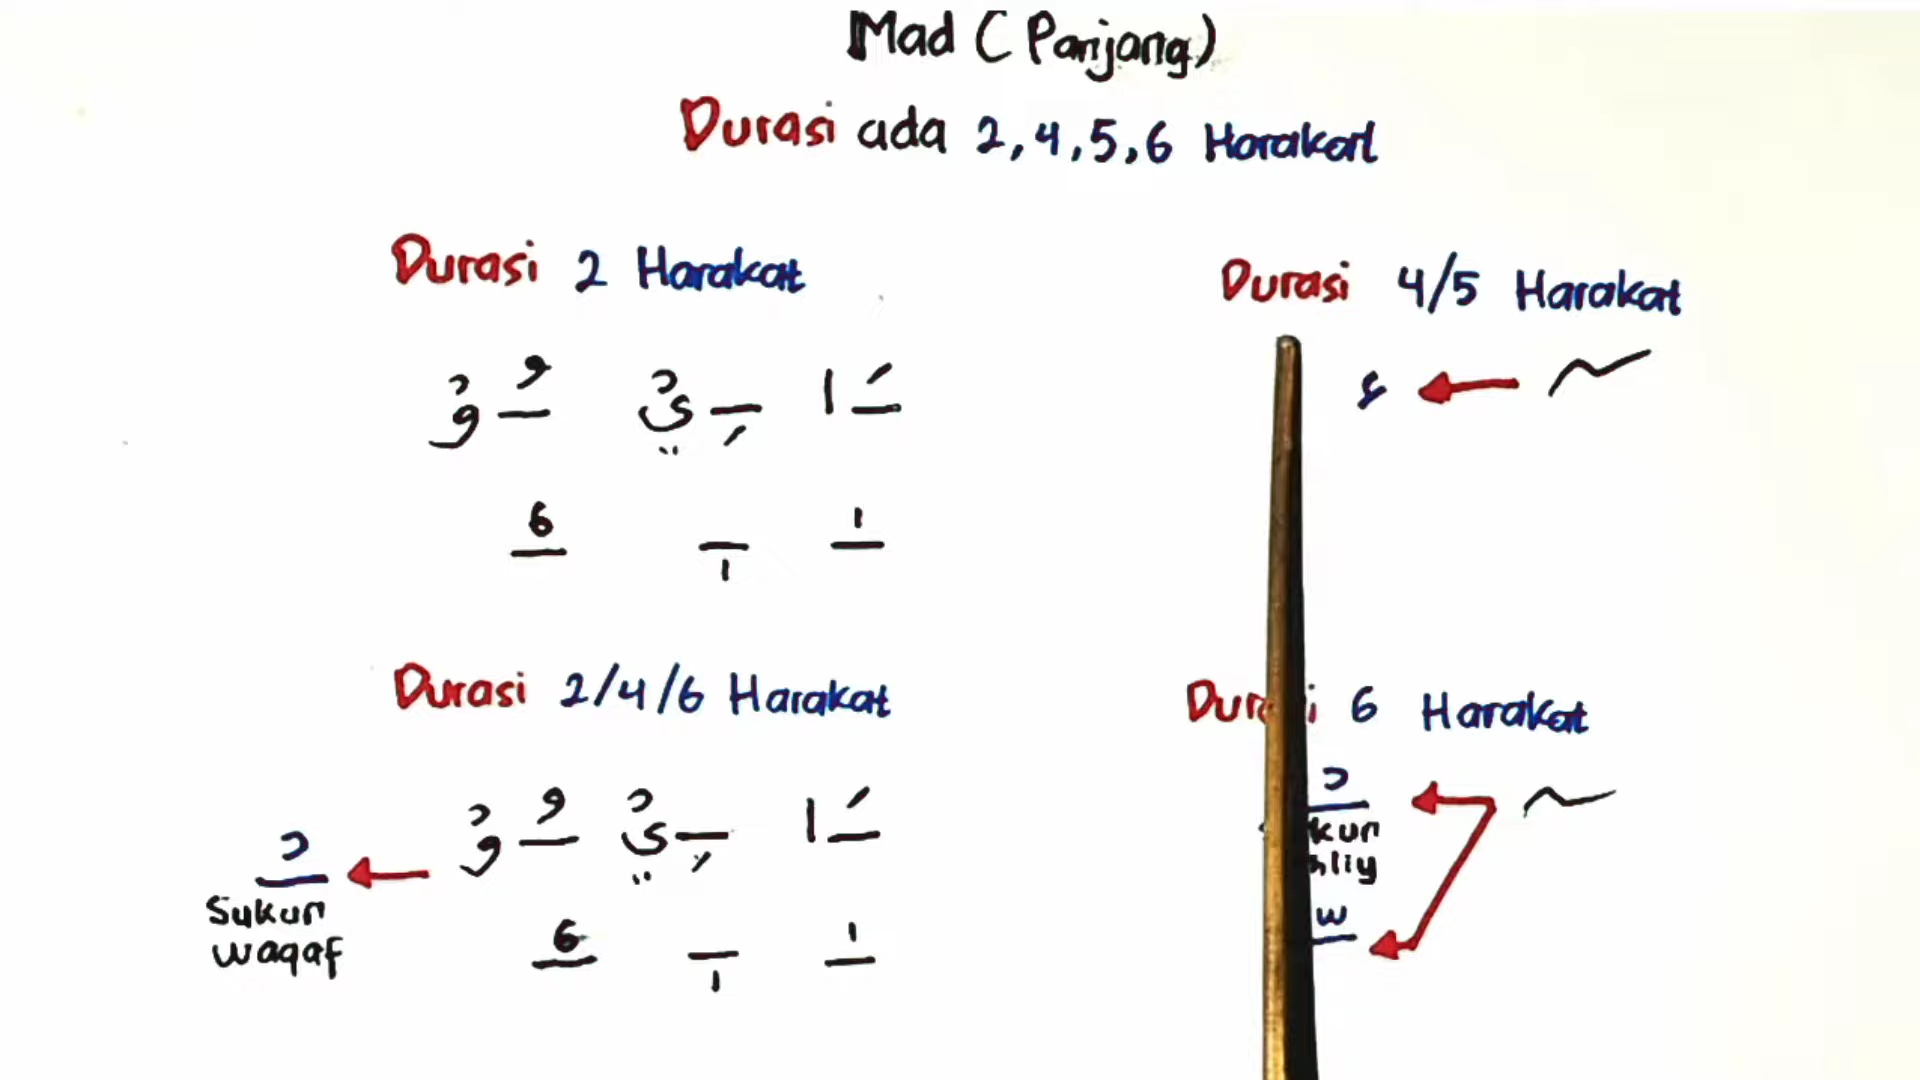 Mad (Panjang)
Durasi ada 2,4,5,6 Harakat
Durasi 2 Harakat
ـَا ـِيْ ـُوْ
ـٰ ـٖ ـٗ
Durasi 4/5 Harakat
~ ء
Durasi 2/4/6 Harakat
ـَا ـِيْ ـُوْ ـْ
Sukun
waqaf
ـٰ ـٖ ـٗ
6 Harakat
~ ـْ
ـّ